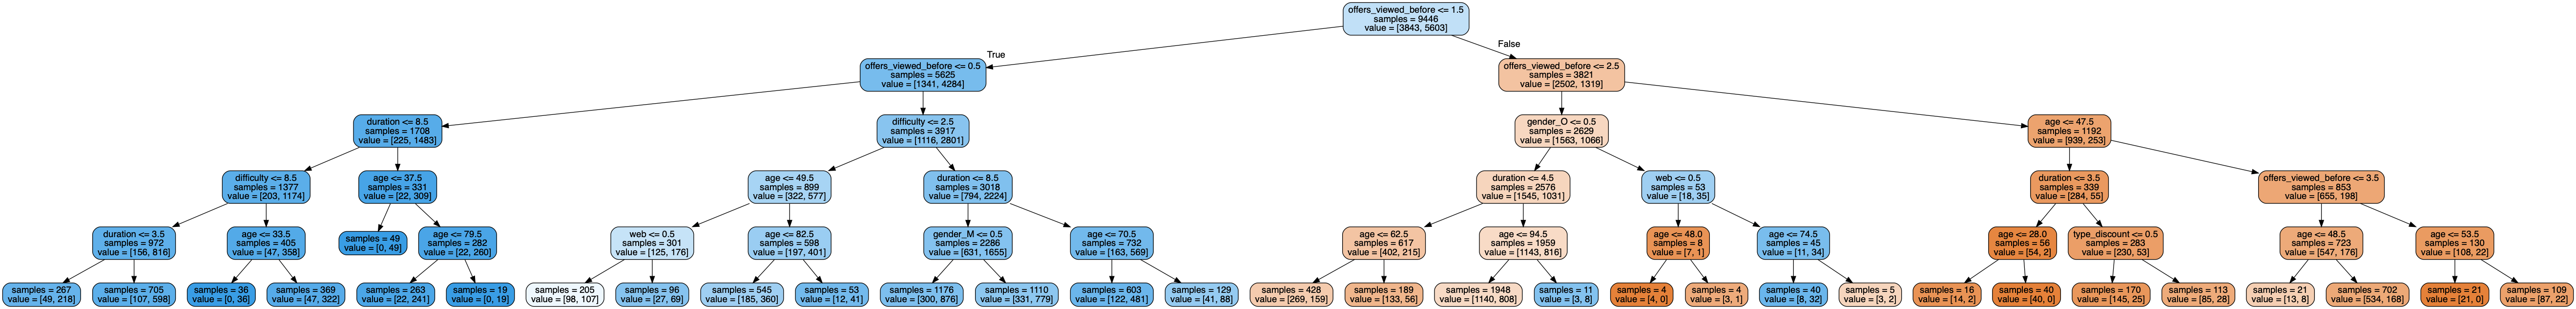 offers_viewed_before <= 1.5
samples = 9446
value = [3843, 5603]
True
False
offers_viewed_before <= 0.5
samples = 5625
value = [1341, 4284]
offers_viewed_before <= 2.5
samples = 3821
value = [2502, 1319]
duration <= 8.5
samples = 1708
value = [225, 1483]
difficulty <= 2.5
samples = 3917
value = [1116, 2801]
gender_O <= 0.5
samples = 2629
value = [1563, 1066]
age <= 47.5
samples = 1192
value = [939, 253]
difficulty <= 8.5
samples = 1377
value = [203, 1174]
age <= 37.5
samples = 331
value = [22, 309]
age <= 49.5
samples = 899
value = [322, 577]
duration <= 8.5
samples = 3018
value = [794, 2224]
duration <= 4.5
samples = 2576
value = [1545, 1031]
web <= 0.5
samples = 53
value = [18, 35]
duration <= 3.5
samples = 339
value = [284, 55]
offers_viewed_before <= 3.5
samples = 853
value = [655, 198]
duration <= 3.5
samples = 972
value = [156, 816]
age <= 33.5
samples = 405
value = [47, 358]
samples = 49
value = [0, 49]
age <= 79.5
samples = 282
value = [22, 260]
web <= 0.5
samples = 301
value = [125, 176]
age <= 82.5
samples = 598
value = [197, 401]
gender_M <= 0.5
samples = 2286
value = [631, 1655]
age <= 70.5
samples = 732
value = [163, 569]
age <= 62.5
samples = 617
value = [402, 215]
age <= 94.5
samples = 1959
value = [1143, 816]
age <= 48.0
samples = 8
value = [7, 1]
age <= 74.5
samples = 45
value = [11, 34]
age <= 28.0
samples = 56
value = [54, 2]
type_discount <= 0.5
samples = 283
value = [230, 53]
age <= 48.5
samples = 723
value = [547, 176]
age <= 53.5
samples = 130
value = [108, 22]
samples = 267
value = [49, 218]
samples = 705
value = [107, 598]
samples = 36
value = [0, 36]
samples = 369
value = [47, 322]
samples = 263
value = [22, 241]
samples = 19
value = [0, 19]
samples = 205
value = [98, 107]
samples = 96
value = [27, 69]
samples = 545
value = [185, 360]
samples = 53
value = [12, 41]
samples = 1176
value = [300, 876]
samples = 1110
value = [331, 779]
samples = 603
value = [122, 481]
samples = 129
value = [41, 88]
samples = 428
value = [269, 159]
samples = 189
value = [133, 56]
samples = 1948
value = [1140, 808]
samples = 11
value = [3, 8]
samples = 4
value = [4, 0]
samples = 4
value = [3, 1]
samples = 40
value = [8, 32]
samples = 5
value = [3, 2]
samples = 16
value = [14, 2]
samples = 40
value = [40, 0]
samples = 170
value = [145, 25]
samples = 113
value = [85, 28]
samples = 21
value = [13, 8]
samples = 702
value = [534, 168]
samples = 21
value = [21, 0]
samples = 109
value = [87, 22]